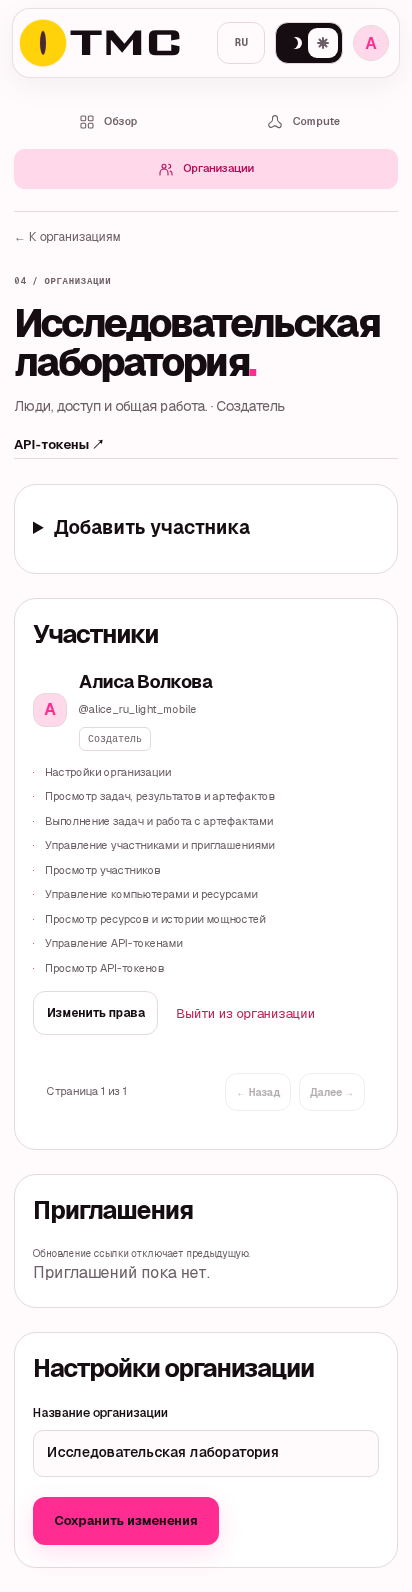 TMC
RU
A
Обзор
Compute
Организации
← К организациям
04 / ОРГАНИЗАЦИИ
Исследовательская
лаборатория.
Люди, доступ и общая работа. · Создатель
API-токены ↗
▶ Добавить участника
Участники
A
Алиса Волкова
@alice_ru_light_mobile
Создатель
· Настройки организации
· Просмотр задач, результатов и артефактов
· Выполнение задач и работа с артефактами
· Управление участниками и приглашениями
· Просмотр участников
· Управление компьютерами и ресурсами
· Просмотр ресурсов и истории мощностей
· Управление API-токенами
· Просмотр API-токенов
Изменить права
Выйти из организации
Страница 1 из 1
← Назад
Далее →
Приглашения
Обновление ссылки отключает предыдущую.
Приглашений пока нет.
Настройки организации
Название организации
Исследовательская лаборатория
Сохранить изменения